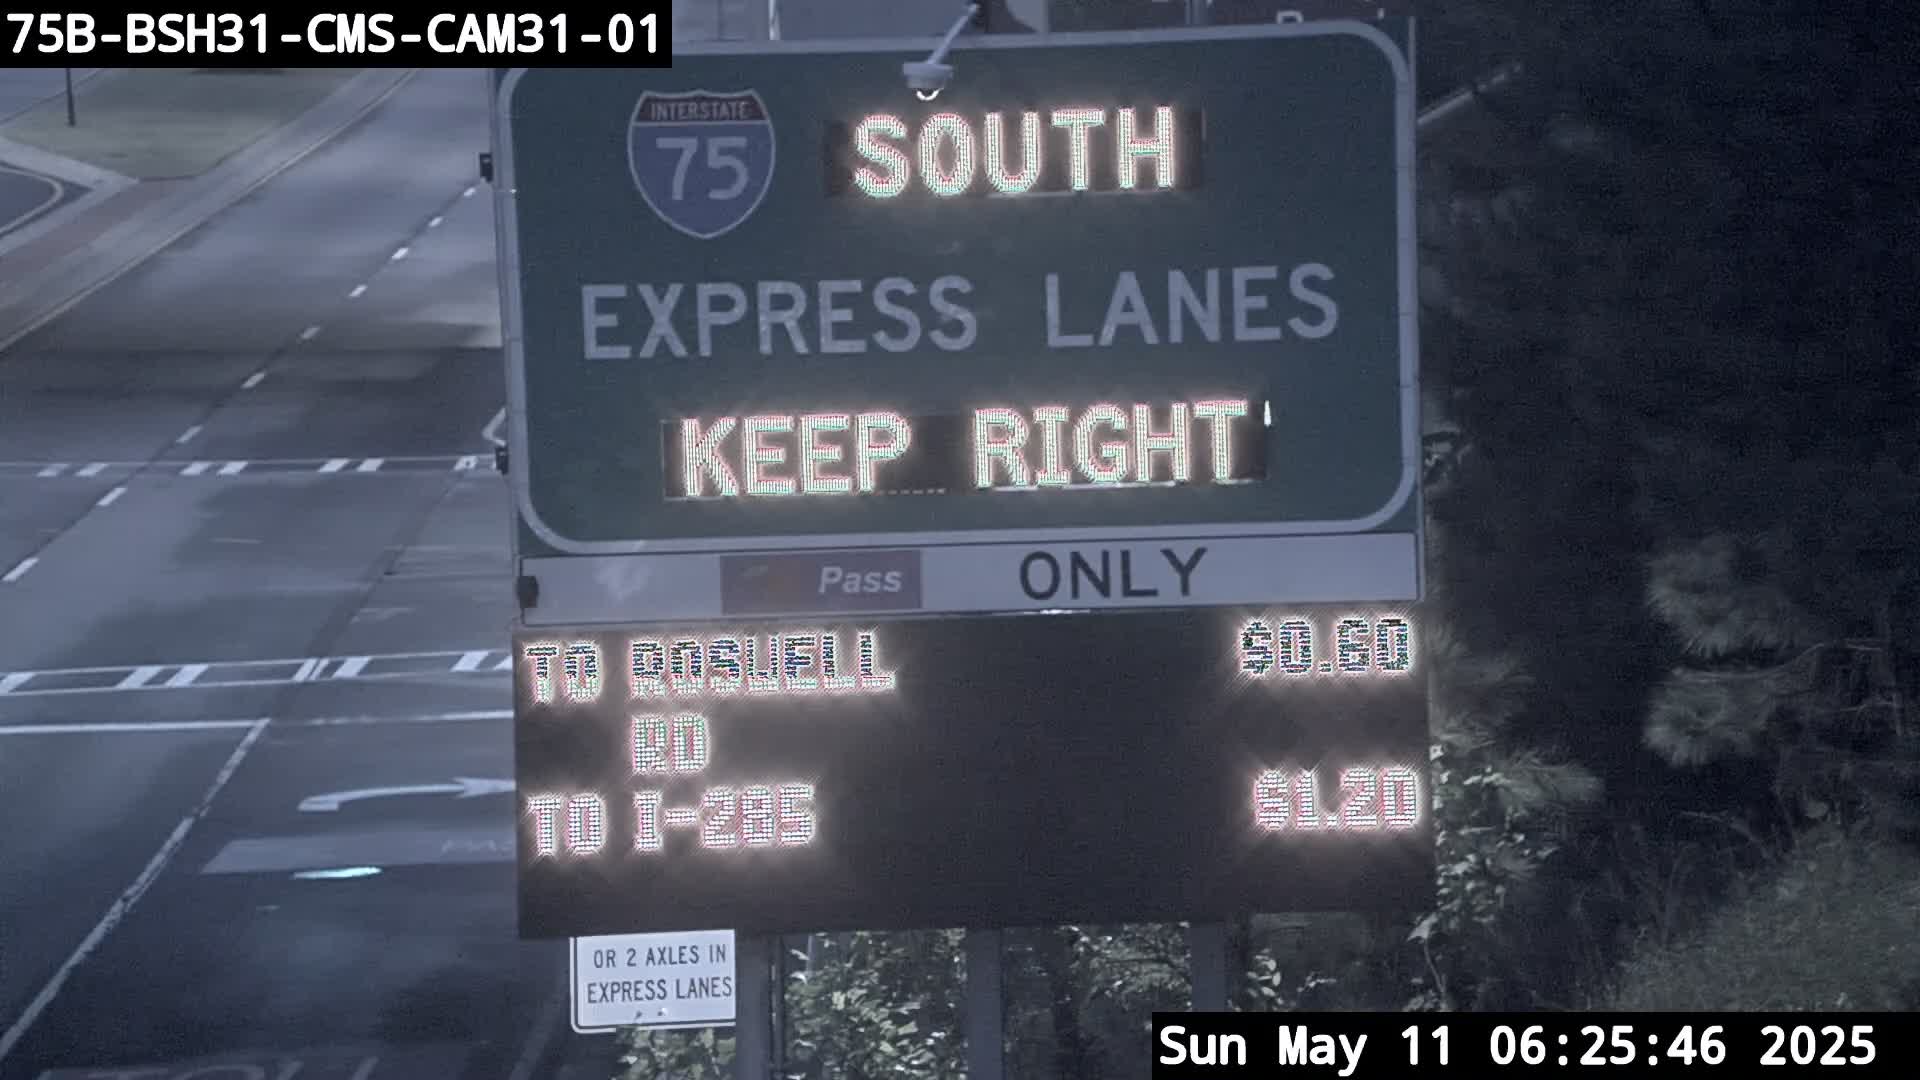 75B-BSH31-CMS-CAM31-01
INTERSTATE
75
SOUTH
EXPRESS LANES
KEEP RIGHT
Pass ONLY
TO ROSWELL $0.60
RD
TO I-285 $1.20
OR 2 AXLES IN
EXPRESS LANES
Sun May 11 06:25:46 2025